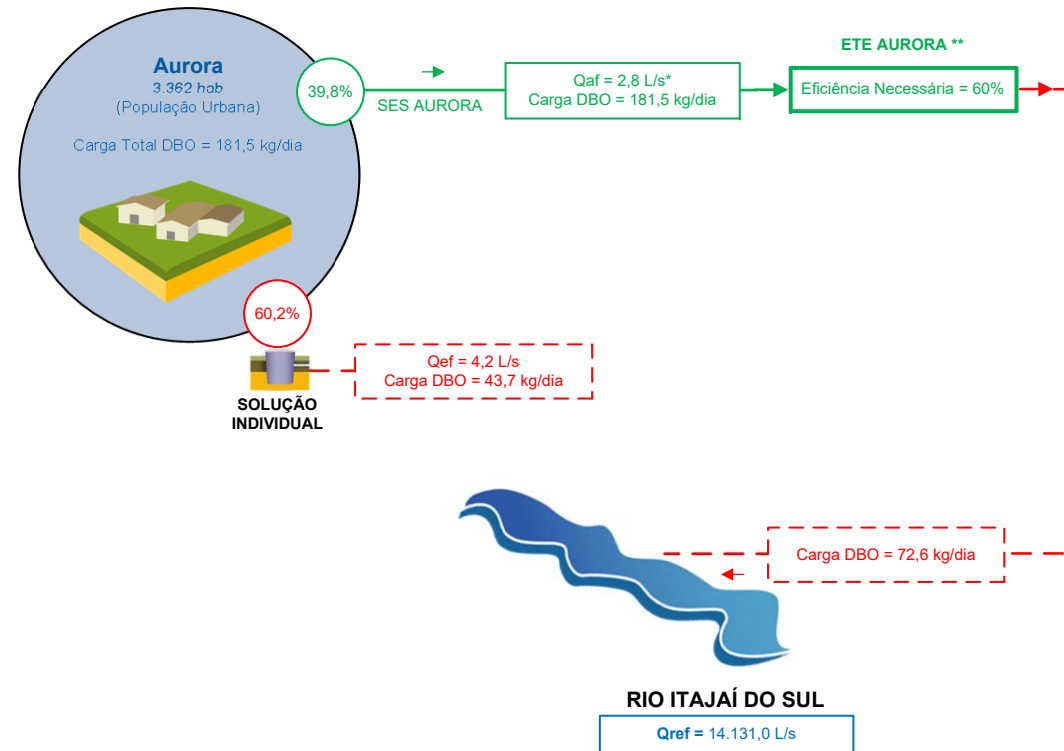 Aurora
3.362 hab
(População Urbana)
Carga Total DBO = 181,5 kg/dia
39,8%
SES AURORA
Qaf = 2,8 L/s*
Carga DBO = 181,5 kg/dia
ETE AURORA **
Eficiência Necessária = 60%
60,2%
SOLUÇÃO
INDIVIDUAL
Qef = 4,2 L/s
Carga DBO = 43,7 kg/dia
Carga DBO = 72,6 kg/dia
RIO ITAJAÍ DO SUL
Qref = 14.131,0 L/s